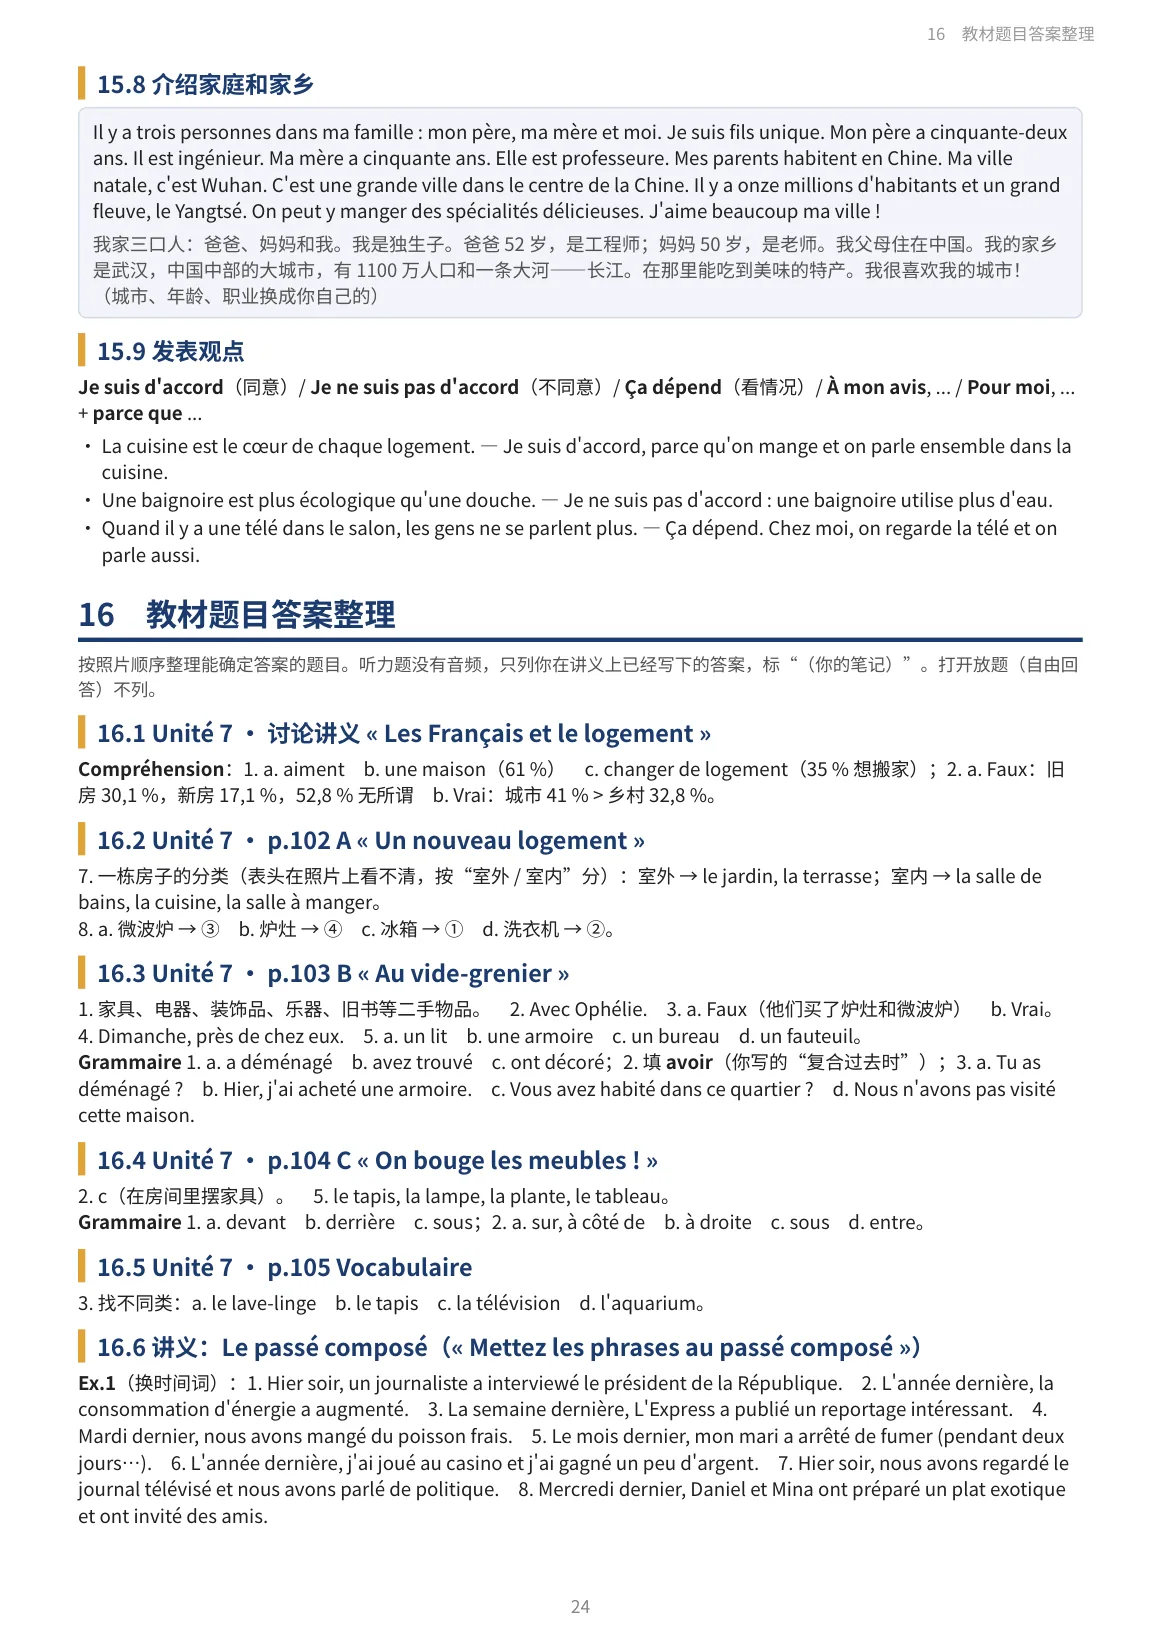 16 教材题目答案整理
15.8 介绍家庭和家乡
Il y a trois personnes dans ma famille : mon père, ma mère et moi. Je suis fils unique. Mon père a cinquante-deux
ans. Il est ingénieur. Ma mère a cinquante ans. Elle est professeure. Mes parents habitent en Chine. Ma ville
natale, c'est Wuhan. C'est une grande ville dans le centre de la Chine. Il y a onze millions d'habitants et un grand
fleuve, le Yangtsé. On peut y manger des spécialités délicieuses. J'aime beaucoup ma ville !
我家三口人：爸爸、妈妈和我。我是独生子。爸爸 52 岁，是工程师；妈妈 50 岁，是老师。我父母住在中国。我的家乡
是武汉，中国中部的大城市，有 1100 万人口和一条大河——长江。在那里能吃到美味的特产。我很喜欢我的城市！
（城市、年龄、职业换成你自己的）
15.9 发表观点
Je suis d'accord（同意）/ Je ne suis pas d'accord（不同意）/ Ça dépend（看情况）/ À mon avis, ... / Pour moi, ...
+ parce que ...
• La cuisine est le cœur de chaque logement. — Je suis d'accord, parce qu'on mange et on parle ensemble dans la
cuisine.
• Une baignoire est plus écologique qu'une douche. — Je ne suis pas d'accord : une baignoire utilise plus d'eau.
• Quand il y a une télé dans le salon, les gens ne se parlent plus. — Ça dépend. Chez moi, on regarde la télé et on
parle aussi.
16 教材题目答案整理
按照片顺序整理能确定答案的题目。听力题没有音频，只列你在讲义上已经写下的答案，标“（你的笔记）”。打开放题（自由回
答）不列。
16.1 Unité 7 · 讨论讲义 « Les Français et le logement »
Compréhension：1. a. aiment b. une maison（61 %） c. changer de logement（35 % 想搬家）；2. a. Faux：旧
房 30,1 %，新房 17,1 %，52,8 % 无所谓 b. Vrai：城市 41 % > 乡村 32,8 %。
16.2 Unité 7 · p.102 A « Un nouveau logement »
7. 一栋房子的分类（表头在照片上看不清，按“室外 / 室内”分）：室外 → le jardin, la terrasse；室内 → la salle de
bains, la cuisine, la salle à manger。
8. a. 微波炉 → ③ b. 炉灶 → ④ c. 冰箱 → ① d. 洗衣机 → ②。
16.3 Unité 7 · p.103 B « Au vide-grenier »
1. 家具、电器、装饰品、乐器、旧书等二手物品。 2. Avec Ophélie. 3. a. Faux（他们买了炉灶和微波炉） b. Vrai。
4. Dimanche, près de chez eux. 5. a. un lit b. une armoire c. un bureau d. un fauteuil。
Grammaire 1. a. a déménagé b. avez trouvé c. ont décoré；2. 填 avoir（你写的“复合过去时”）；3. a. Tu as
déménagé ? b. Hier, j'ai acheté une armoire. c. Vous avez habité dans ce quartier ? d. Nous n'avons pas visité
cette maison.
16.4 Unité 7 · p.104 C « On bouge les meubles ! »
2. c（在房间里摆家具）。 5. le tapis, la lampe, la plante, le tableau。
Grammaire 1. a. devant b. derrière c. sous；2. a. sur, à côté de b. à droite c. sous d. entre。
16.5 Unité 7 · p.105 Vocabulaire
3. 找不同类：a. le lave-linge b. le tapis c. la télévision d. l'aquarium。
16.6 讲义：Le passé composé（« Mettez les phrases au passé composé »）
Ex.1（换时间词）：1. Hier soir, un journaliste a interviewé le président de la République. 2. L'année dernière, la
consommation d'énergie a augmenté. 3. La semaine dernière, L'Express a publié un reportage intéressant. 4.
Mardi dernier, nous avons mangé du poisson frais. 5. Le mois dernier, mon mari a arrêté de fumer (pendant deux
jours…). 6. L'année dernière, j'ai joué au casino et j'ai gagné un peu d'argent. 7. Hier soir, nous avons regardé le
journal télévisé et nous avons parlé de politique. 8. Mercredi dernier, Daniel et Mina ont préparé un plat exotique
et ont invité des amis.
24